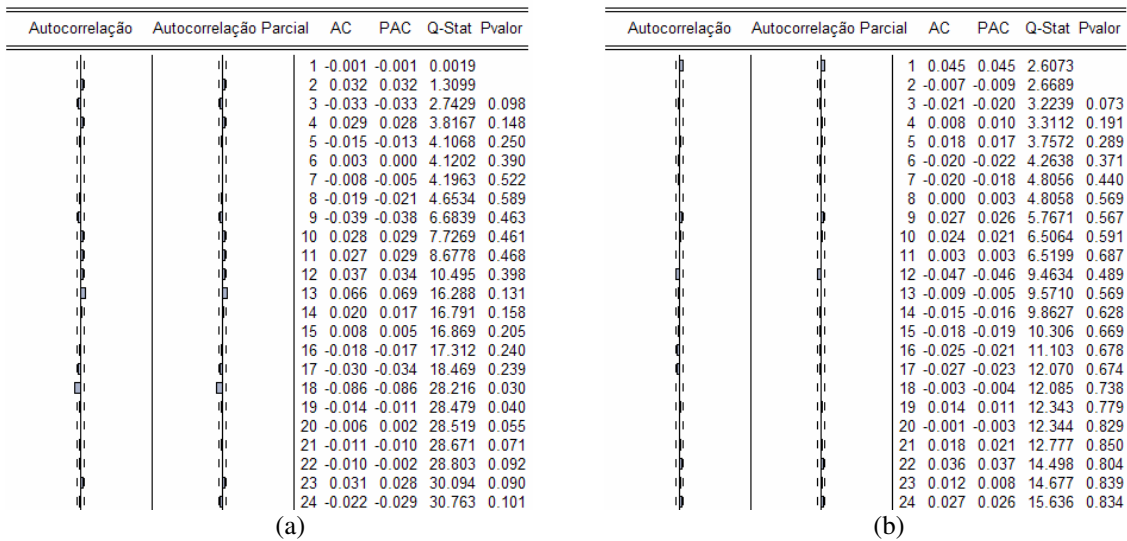 Autocorrelação Autocorrelação Parcial AC PAC Q-Stat Pvalor
1 -0.001 -0.001 0.0019
2 0.032 0.032 1.3099
3 -0.033 -0.033 2.7429 0.098
4 0.029 0.028 3.8167 0.148
5 -0.015 -0.013 4.1068 0.250
6 0.003 0.000 4.1202 0.390
7 -0.008 -0.005 4.1963 0.522
8 -0.019 -0.021 4.6534 0.589
9 -0.039 -0.038 6.6839 0.463
10 0.028 0.029 7.7269 0.461
11 0.027 0.029 8.6778 0.468
12 0.037 0.034 10.495 0.398
13 0.066 0.069 16.288 0.131
14 0.020 0.017 16.791 0.158
15 0.008 0.005 16.869 0.205
16 -0.018 -0.017 17.312 0.240
17 -0.030 -0.034 18.469 0.239
18 -0.086 -0.086 28.216 0.030
19 -0.014 -0.011 28.479 0.040
20 -0.006 0.002 28.519 0.055
21 -0.011 -0.010 28.671 0.071
22 -0.010 -0.002 28.803 0.092
23 0.031 0.028 30.094 0.090
24 -0.022 -0.029 30.763 0.101
(a)
Autocorrelação Autocorrelação Parcial AC PAC Q-Stat Pvalor
1 0.045 0.045 2.6073
2 -0.007 -0.009 2.6689
3 -0.021 -0.020 3.2239 0.073
4 0.008 0.010 3.3112 0.191
5 0.018 0.017 3.7572 0.289
6 -0.020 -0.022 4.2638 0.371
7 -0.020 -0.018 4.8056 0.440
8 0.000 0.003 4.8058 0.569
9 0.027 0.026 5.7671 0.567
10 0.024 0.021 6.5064 0.591
11 0.003 0.003 6.5199 0.687
12 -0.047 -0.046 9.4634 0.489
13 -0.009 -0.005 9.5710 0.569
14 -0.015 -0.016 9.8627 0.628
15 -0.018 -0.019 10.306 0.669
16 -0.025 -0.021 11.103 0.678
17 -0.027 -0.023 12.070 0.674
18 -0.003 -0.004 12.085 0.738
19 0.014 0.011 12.343 0.779
20 -0.001 -0.003 12.344 0.829
21 0.018 0.021 12.777 0.850
22 0.036 0.037 14.498 0.804
23 0.012 0.008 14.677 0.839
24 0.027 0.026 15.636 0.834
(b)